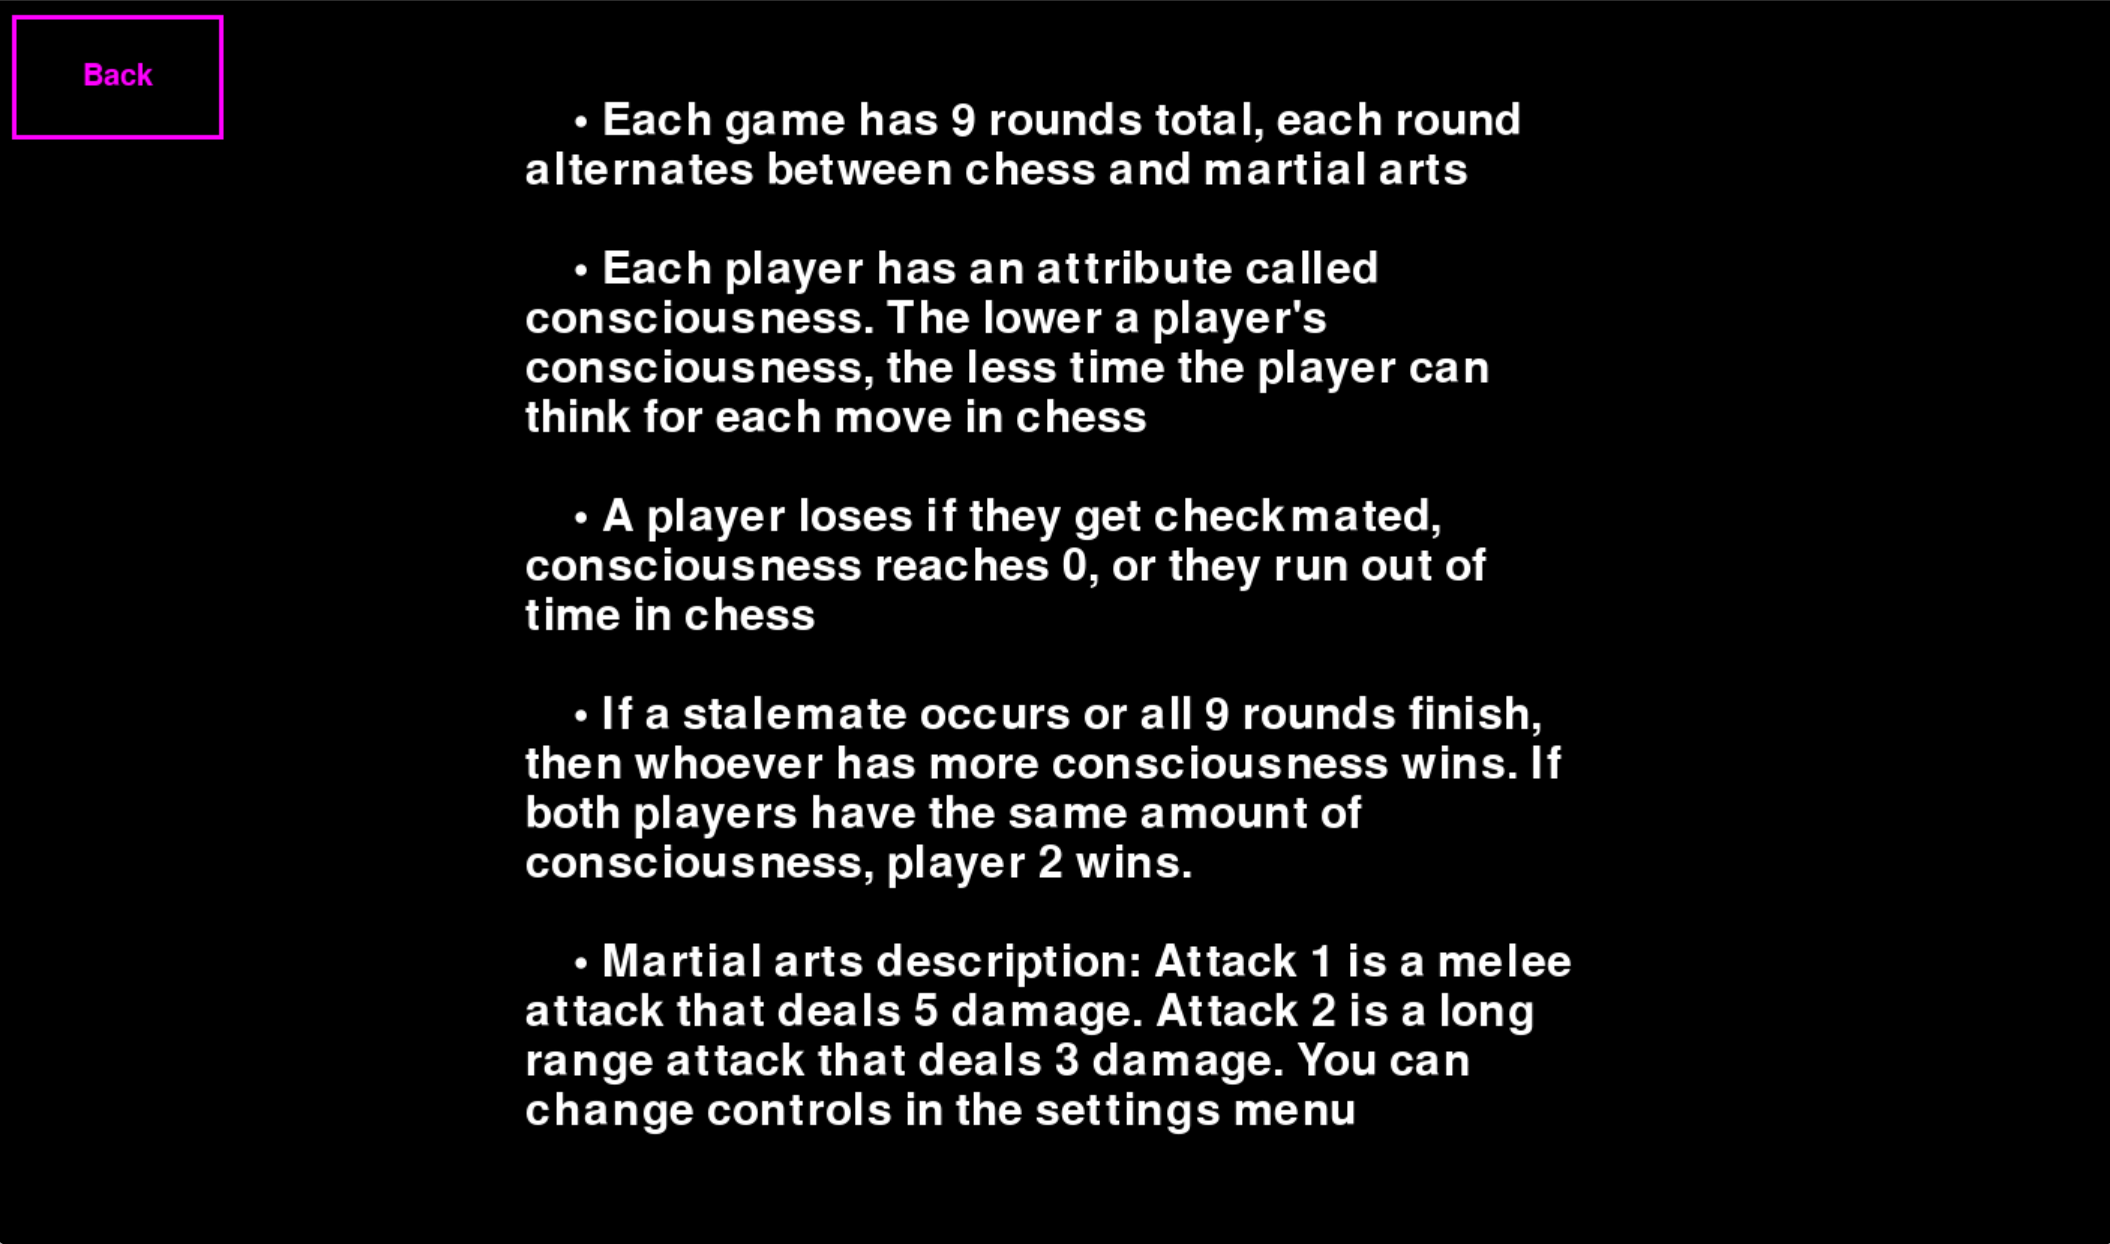 Back
• Each game has 9 rounds total, each round
alternates between chess and martial arts
• Each player has an attribute called
consciousness. The lower a player's
consciousness, the less time the player can
think for each move in chess
• A player loses if they get checkmated,
consciousness reaches 0, or they run out of
time in chess
• If a stalemate occurs or all 9 rounds finish,
then whoever has more consciousness wins. If
both players have the same amount of
consciousness, player 2 wins.
• Martial arts description: Attack 1 is a melee
attack that deals 5 damage. Attack 2 is a long
range attack that deals 3 damage. You can
change controls in the settings menu